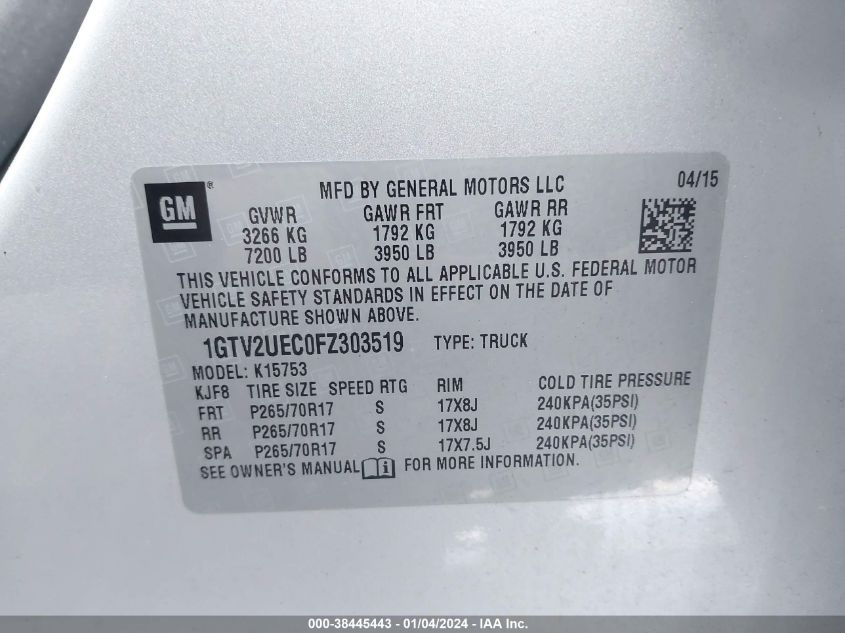 GM ®
MFD BY GENERAL MOTORS LLC 04/15
GVWR GAWR FRT GAWR RR
3266 KG 1792 KG 1792 KG
7200 LB 3950 LB 3950 LB
THIS VEHICLE CONFORMS TO ALL APPLICABLE U.S. FEDERAL MOTOR
VEHICLE SAFETY STANDARDS IN EFFECT ON THE DATE OF
MANUFACTURE SHOWN ABOVE.
1GTV2UEC0FZ303519 TYPE: TRUCK
MODEL: K15753
KJF8 TIRE SIZE SPEED RTG RIM COLD TIRE PRESSURE
FRT P265/70R17 S 17X8J 240KPA(35PSI)
RR P265/70R17 S 17X8J 240KPA(35PSI)
SPA P265/70R17 S 17X7.5J 240KPA(35PSI)
SEE OWNER'S MANUAL i FOR MORE INFORMATION.
000-38445443 - 01/04/2024 - IAA Inc.